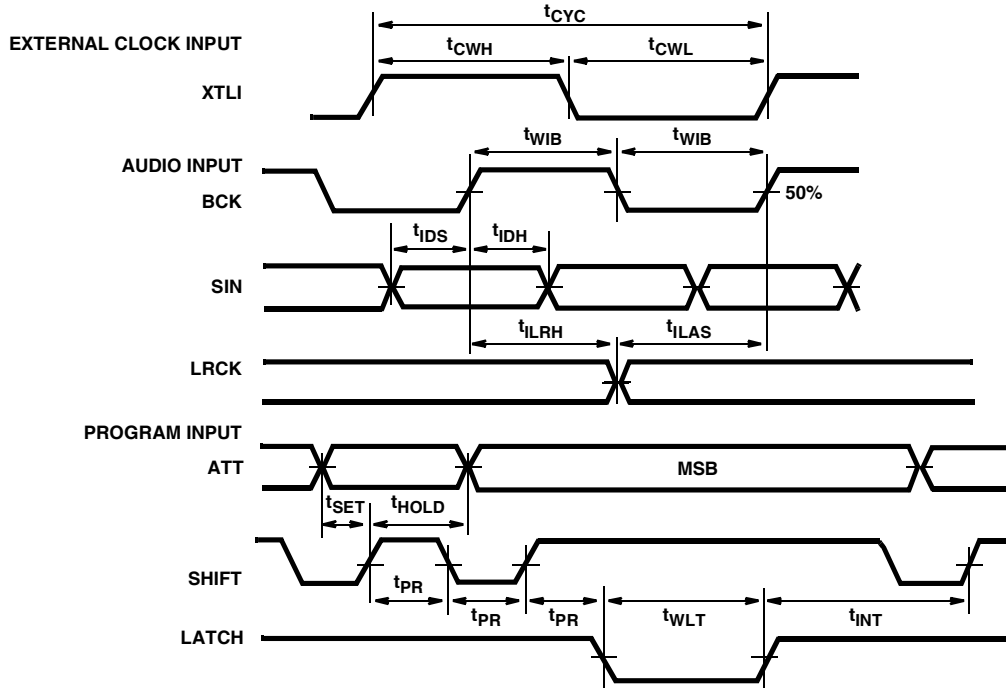 tCYC
EXTERNAL CLOCK INPUT
tCWH
tCWL
XTLI
tWIB
tWIB
AUDIO INPUT
BCK
50%
tIDS
tIDH
SIN
tILRH
tILAS
LRCK
PROGRAM INPUT
ATT
MSB
tSET
tHOLD
SHIFT
tPR
tPR
tPR
tWLT
tINT
LATCH